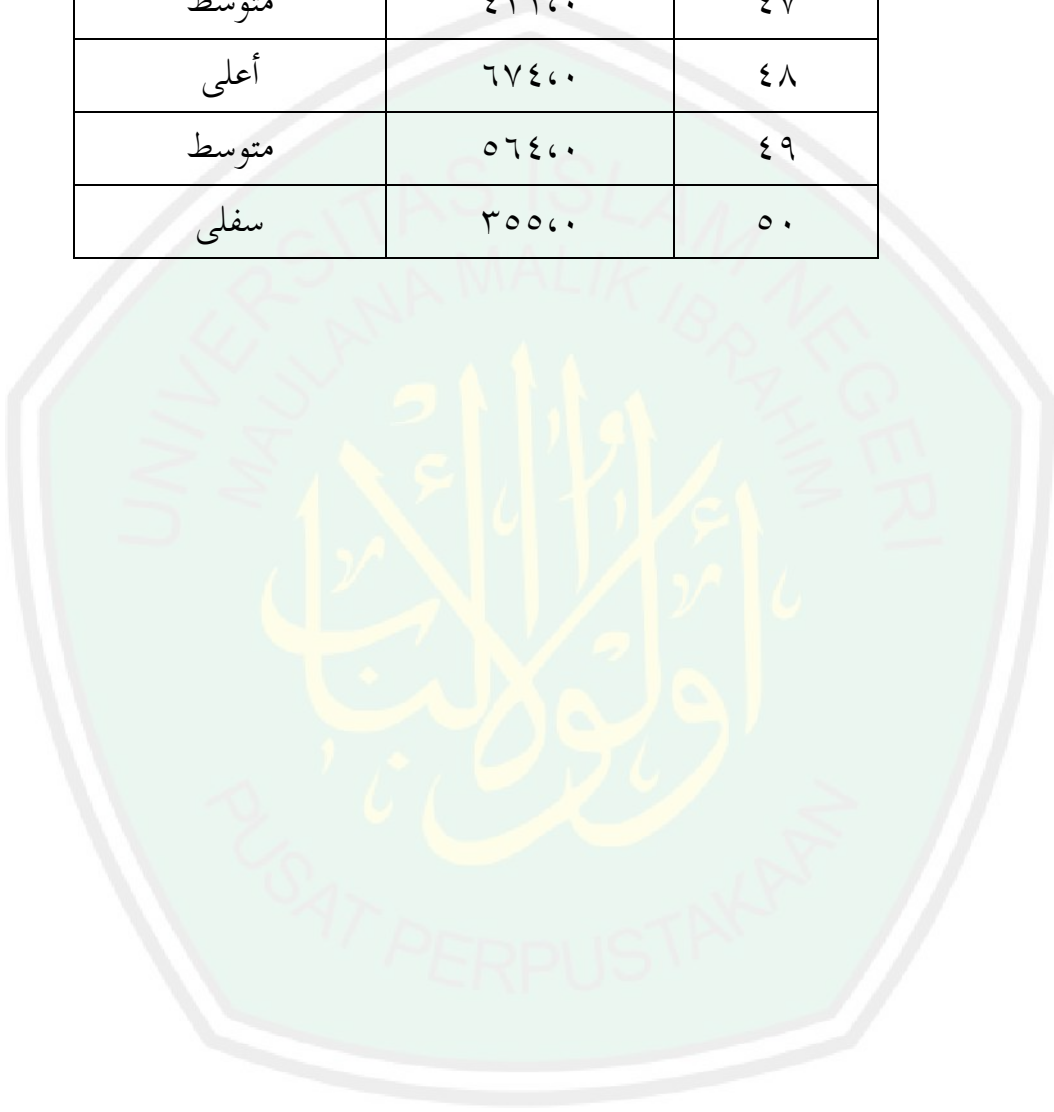 ٤٧ متوسط
٤٨ ٦٧٤،٠ أعلى
٤٩ ٥٦٤،٠ متوسط
٥٠ ٣٥٥،٠ سفلى
UNIVERSITAS ISLAM NEGERI
MAULANA MALIK IBRAHIM
أولوا الألباب
PUSAT PERPUSTAKAAN